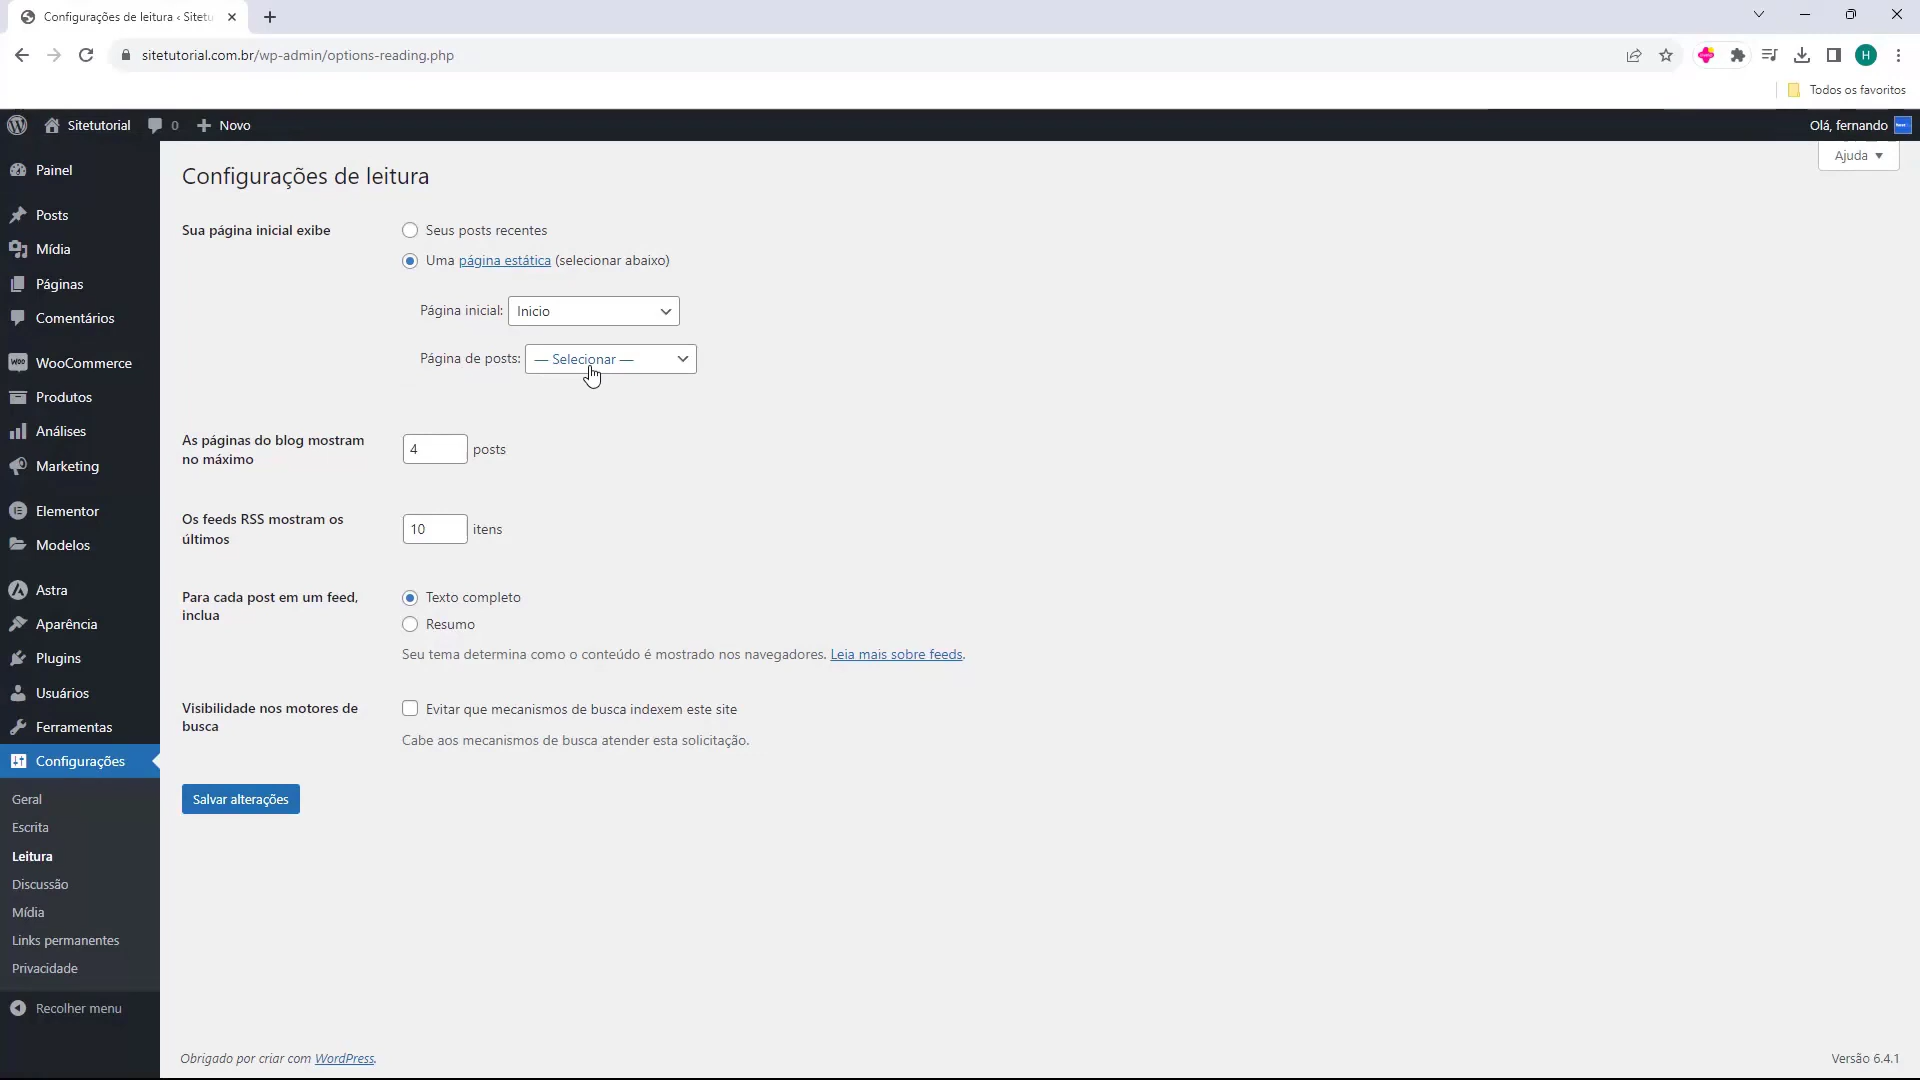 Configurações de leitura ‹ Sitetu
sitetutorial.com.br/wp-admin/options-reading.php
H
Todos os favoritos
Sitetutorial 0 Novo
Olá, fernando
Ajuda
Painel
Posts
Mídia
Páginas
Comentários
WooCommerce
Produtos
Análises
Marketing
Elementor
Modelos
Astra
Aparência
Plugins
Usuários
Ferramentas
Configurações
Geral
Escrita
Leitura
Discussão
Mídia
Links permanentes
Privacidade
Recolher menu
Configurações de leitura
Sua página inicial exibe
Seus posts recentes
Uma página estática (selecionar abaixo)
Página inicial: Inicio
Página de posts: — Selecionar —
As páginas do blog mostram
no máximo
4 posts
Os feeds RSS mostram os
últimos
10 itens
Para cada post em um feed,
inclua
Texto completo
Resumo
Seu tema determina como o conteúdo é mostrado nos navegadores. Leia mais sobre feeds.
Visibilidade nos motores de
busca
Evitar que mecanismos de busca indexem este site
Cabe aos mecanismos de busca atender esta solicitação.
Salvar alterações
Obrigado por criar com WordPress.
Versão 6.4.1